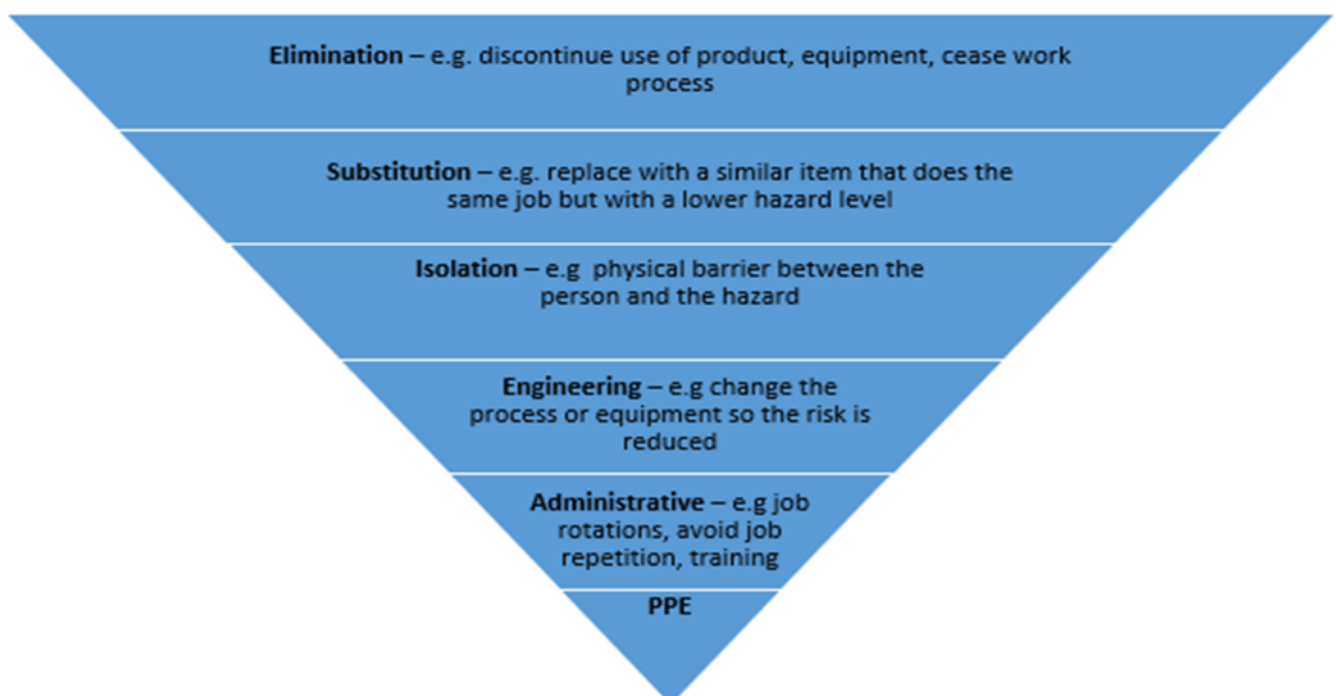 Elimination – e.g. discontinue use of product, equipment, cease work
process
Substitution – e.g. replace with a similar item that does the
same job but with a lower hazard level
Isolation – e.g  physical barrier between the
person and the hazard
Engineering – e.g change the
process or equipment so the risk is
reduced
Administrative – e.g job
rotations, avoid job
repetition, training
PPE